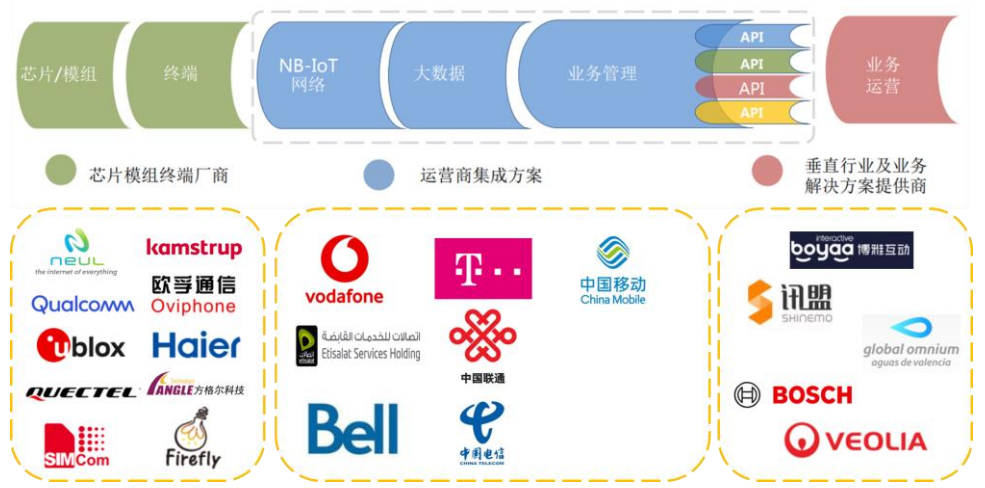 芯片/模组
终端
NB-IoT
网络
大数据
业务管理
API
API
API
API
业务
运营
芯片模组终端厂商
运营商集成方案
垂直行业及业务
解决方案提供商
neul
the internet of everything
kamstrup
Qualcomm
欧孚通信
Oviphone
ublox
Haier
QUECTEL
Technology
ANGLE方格尔科技
SIMCom
Firefly
vodafone
T
中国移动
China Mobile
etisalat
اتصالات
اتصالات للخدمات القابضة
Etisalat Services Holding
中国联通
Bell
中国电信
CHINA TELECOM
interactive
boyaa 博雅互动
讯盟
SHINEMO
global omnium
aguas de valencia
BOSCH
VEOLIA